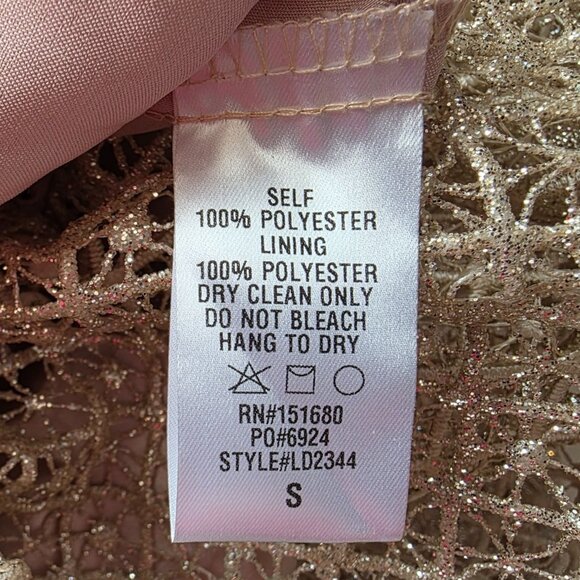 SELF
100% POLYESTER
LINING
100% POLYESTER
DRY CLEAN ONLY
DO NOT BLEACH
HANG TO DRY
RN#151680
PO#6924
STYLE#LD2344
S